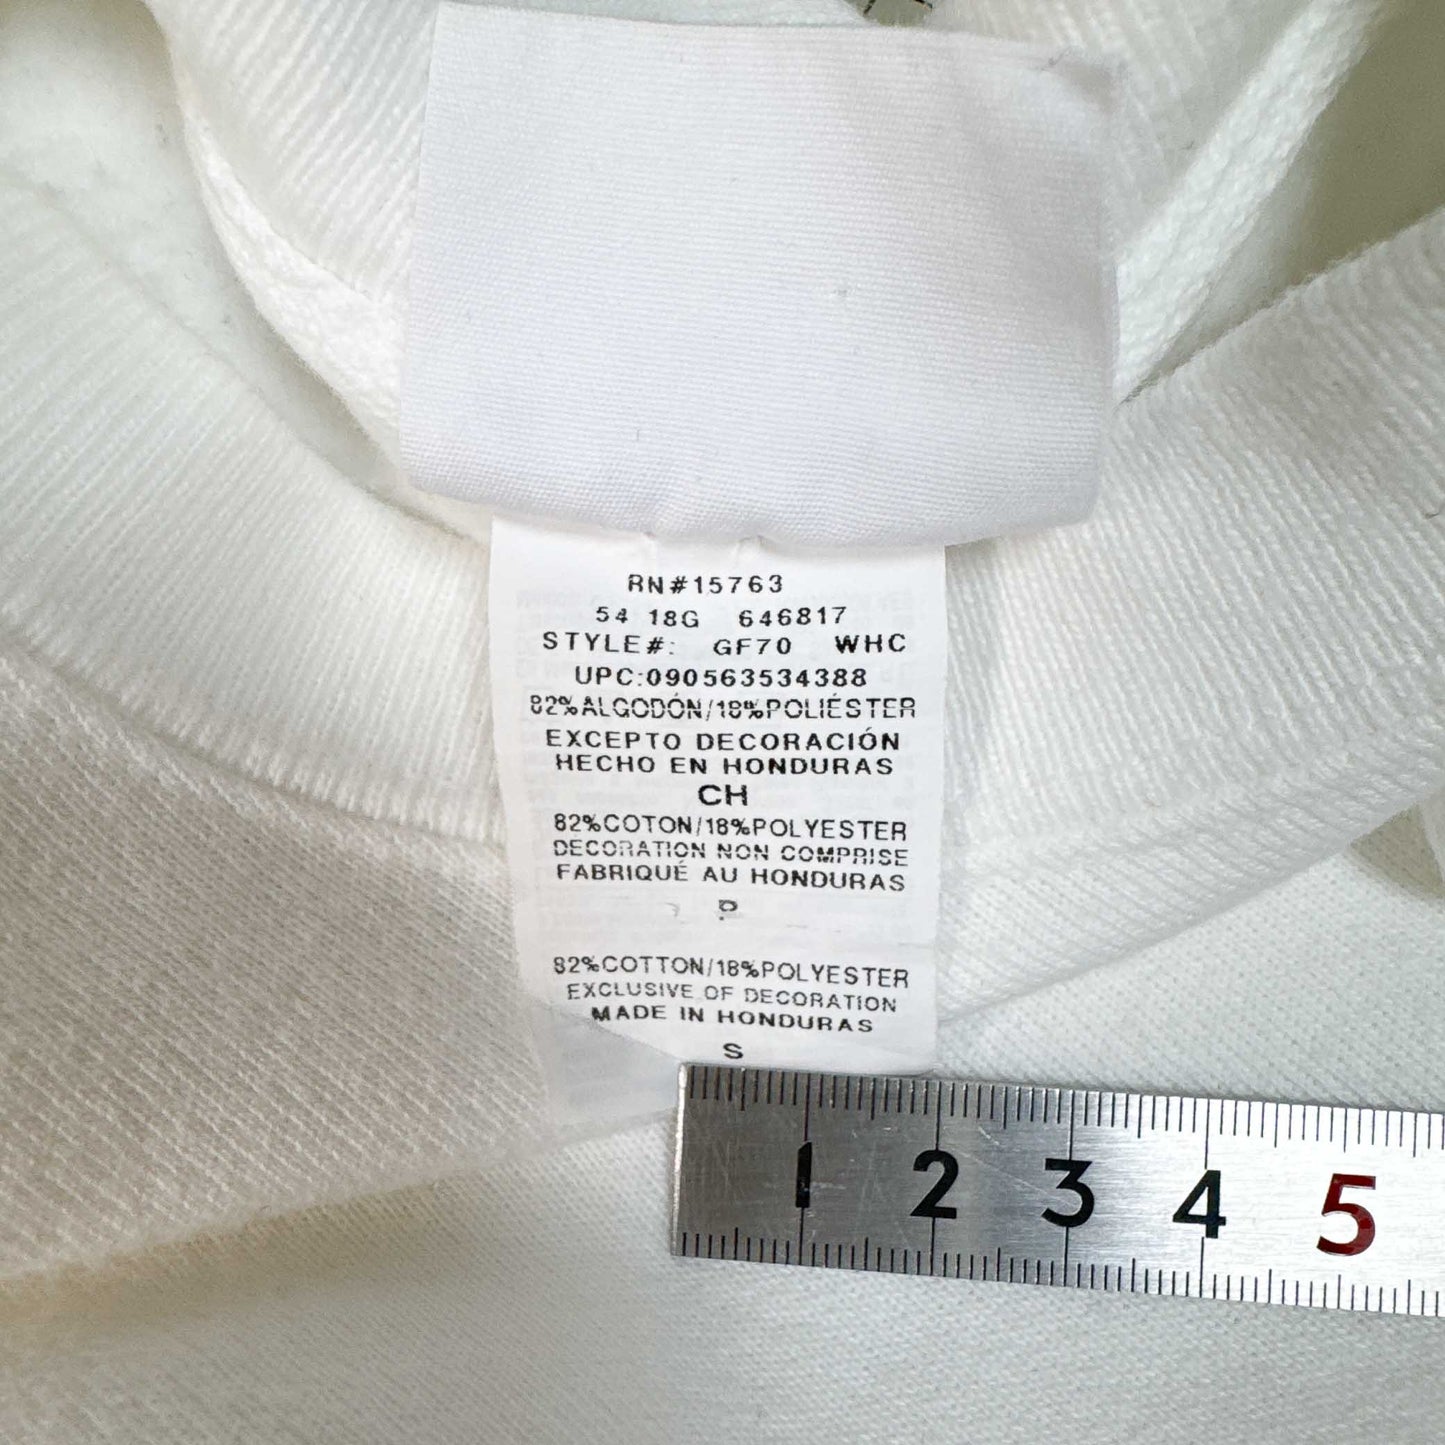 RN#15763
54 18G 646817
STYLE#: GF70 WHC
UPC:090563534388
82%ALGODÓN/18%POLIÉSTER
EXCEPTO DECORACIÓN
HECHO EN HONDURAS
CH
82%COTON/18%POLYESTER
DECORATION NON COMPRISE
FABRIQUÉ AU HONDURAS
P
82%COTTON/18%POLYESTER
EXCLUSIVE OF DECORATION
MADE IN HONDURAS
S
1 2 3 4 5